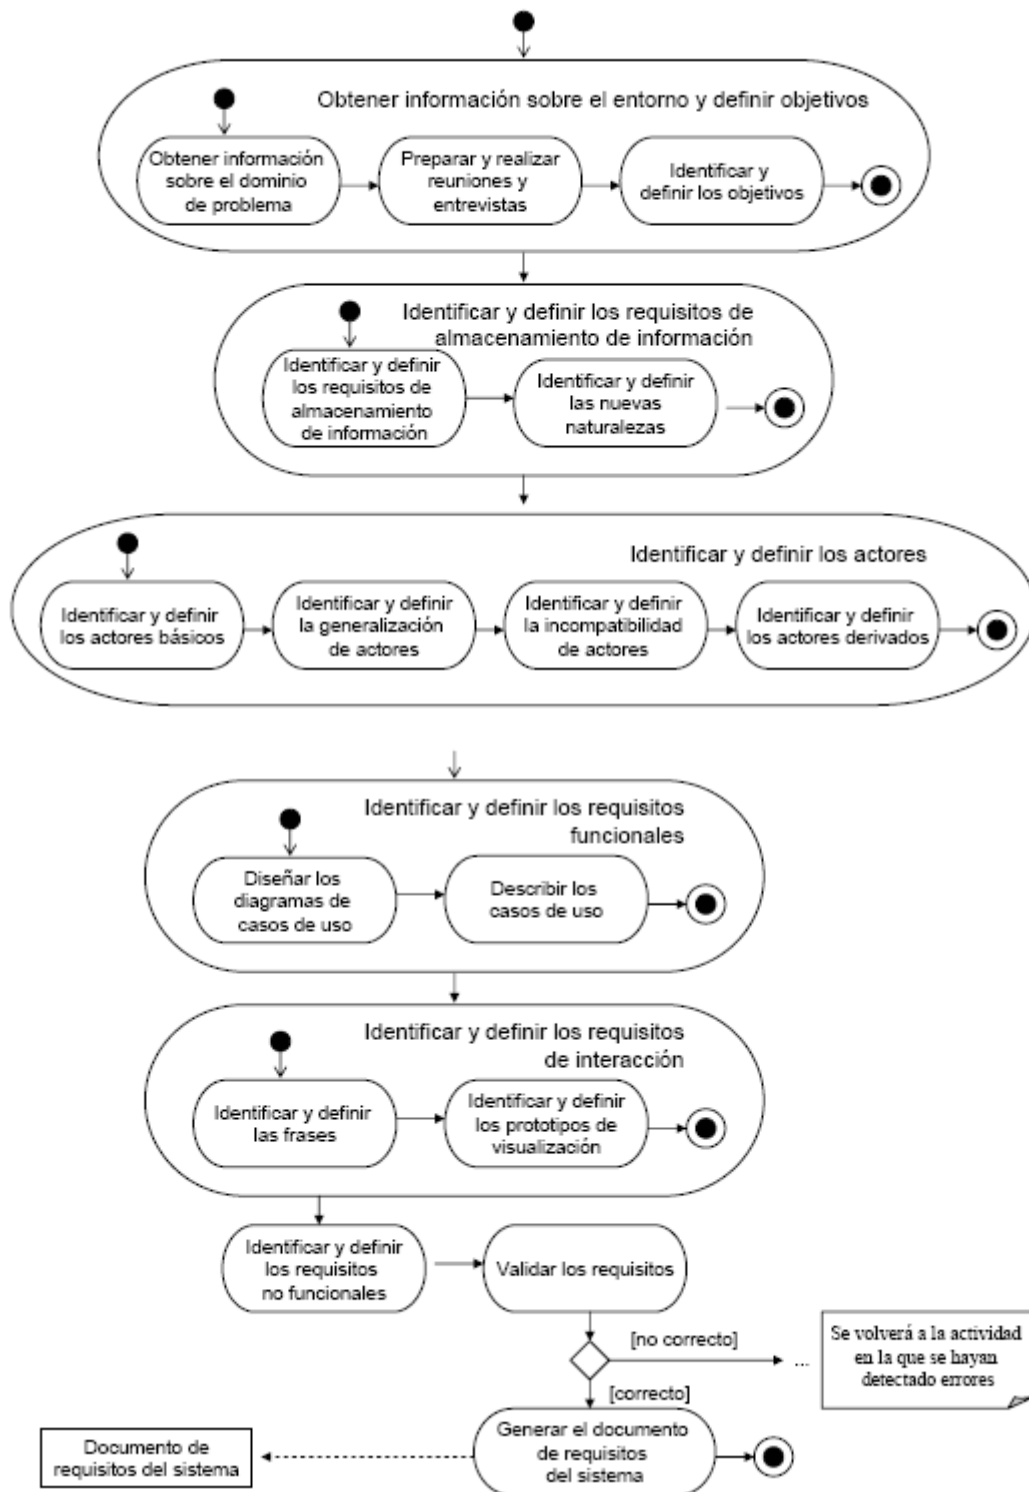 Obtener información sobre el entorno y definir objetivos
Obtener información
sobre el dominio
de problema
Preparar y realizar
reuniones y
entrevistas
Identificar y
definir los objetivos
Identificar y definir los requisitos de
almacenamiento de información
Identificar y definir
los requisitos de
almacenamiento
de información
Identificar y definir
las nuevas
naturalezas
Identificar y definir los actores
Identificar y definir
los actores básicos
Identificar y definir
la generalización
de actores
Identificar y definir
la incompatibilidad
de actores
Identificar y definir
los actores derivados
Identificar y definir los requisitos
funcionales
Diseñar los
diagramas de
casos de uso
Describir los
casos de uso
Identificar y definir los requisitos
de interacción
Identificar y definir
las frases
Identificar y definir
los prototipos de
visualización
Identificar y definir
los requisitos
no funcionales
Validar los requisitos
[no correcto]
...
Se volverá a la actividad
en la que se hayan
detectado errores
[correcto]
Generar el documento
de requisitos
del sistema
Documento de
requisitos del sistema